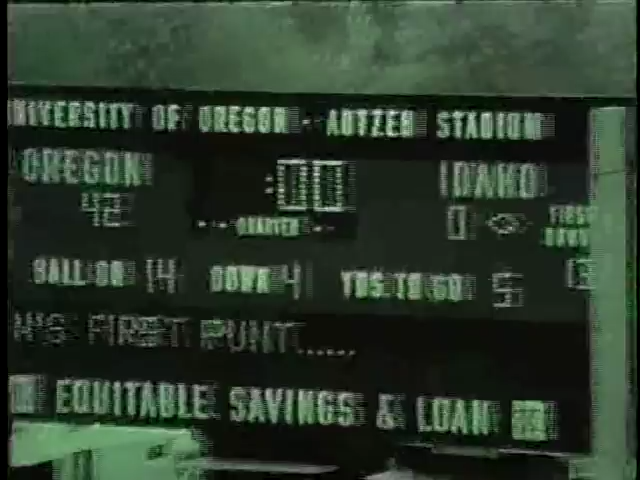 UNIVERSITY OF OREGON - AUTZEN STADIUM
OREGON :00 IDAHO
42 QUARTER 0 FIRST DOWN
BALL ON 14 DOWN 4 YDS. TO GO 5
N'S FIRST PUNT.....
EQUITABLE SAVINGS & LOAN